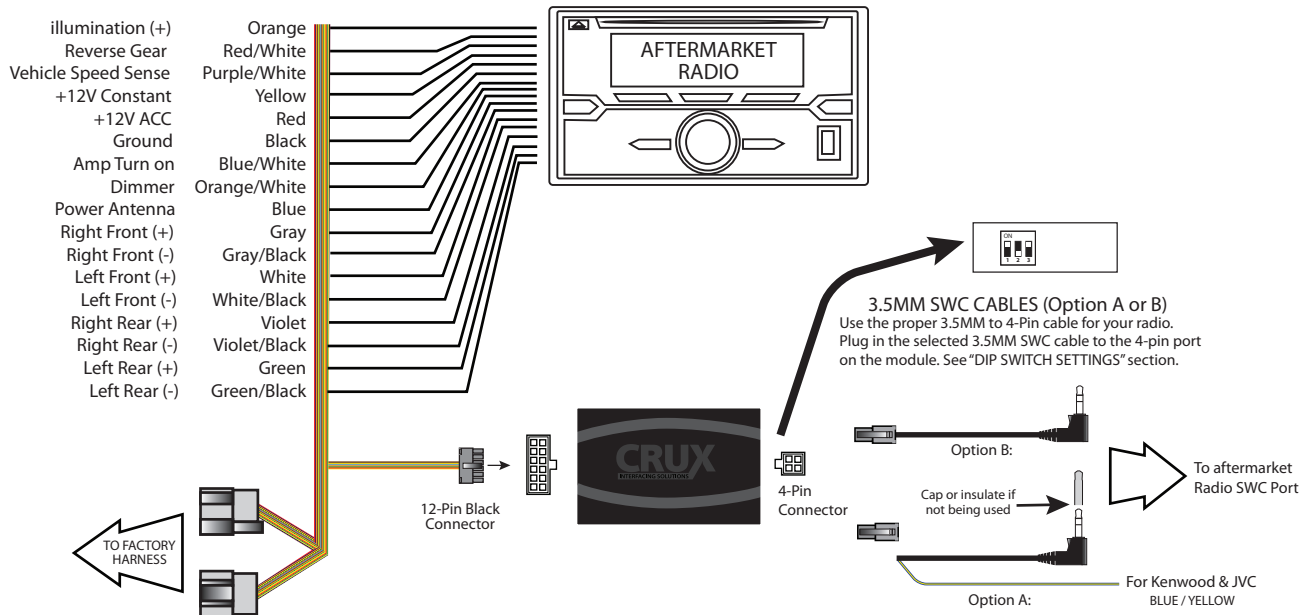 illumination (+) Orange
Reverse Gear Red/White
Vehicle Speed Sense Purple/White
+12V Constant Yellow
+12V ACC Red
Ground Black
Amp Turn on Blue/White
Dimmer Orange/White
Power Antenna Blue
Right Front (+) Gray
Right Front (-) Gray/Black
Left Front (+) White
Left Front (-) White/Black
Right Rear (+) Violet
Right Rear (-) Violet/Black
Left Rear (+) Green
Left Rear (-) Green/Black
AFTERMARKET
RADIO
ON
1 2 3
3.5MM SWC CABLES (Option A or B)
Use the proper 3.5MM to 4-Pin cable for your radio.
Plug in the selected 3.5MM SWC cable to the 4-pin port
on the module. See “DIP SWITCH SETTINGS” section.
CRUX
INTERFACING SOLUTIONS
12-Pin Black
Connector
4-Pin
Connector
Option B:
Cap or insulate if
not being used
To aftermarket
Radio SWC Port
Option A:
For Kenwood & JVC
BLUE / YELLOW
TO FACTORY
HARNESS